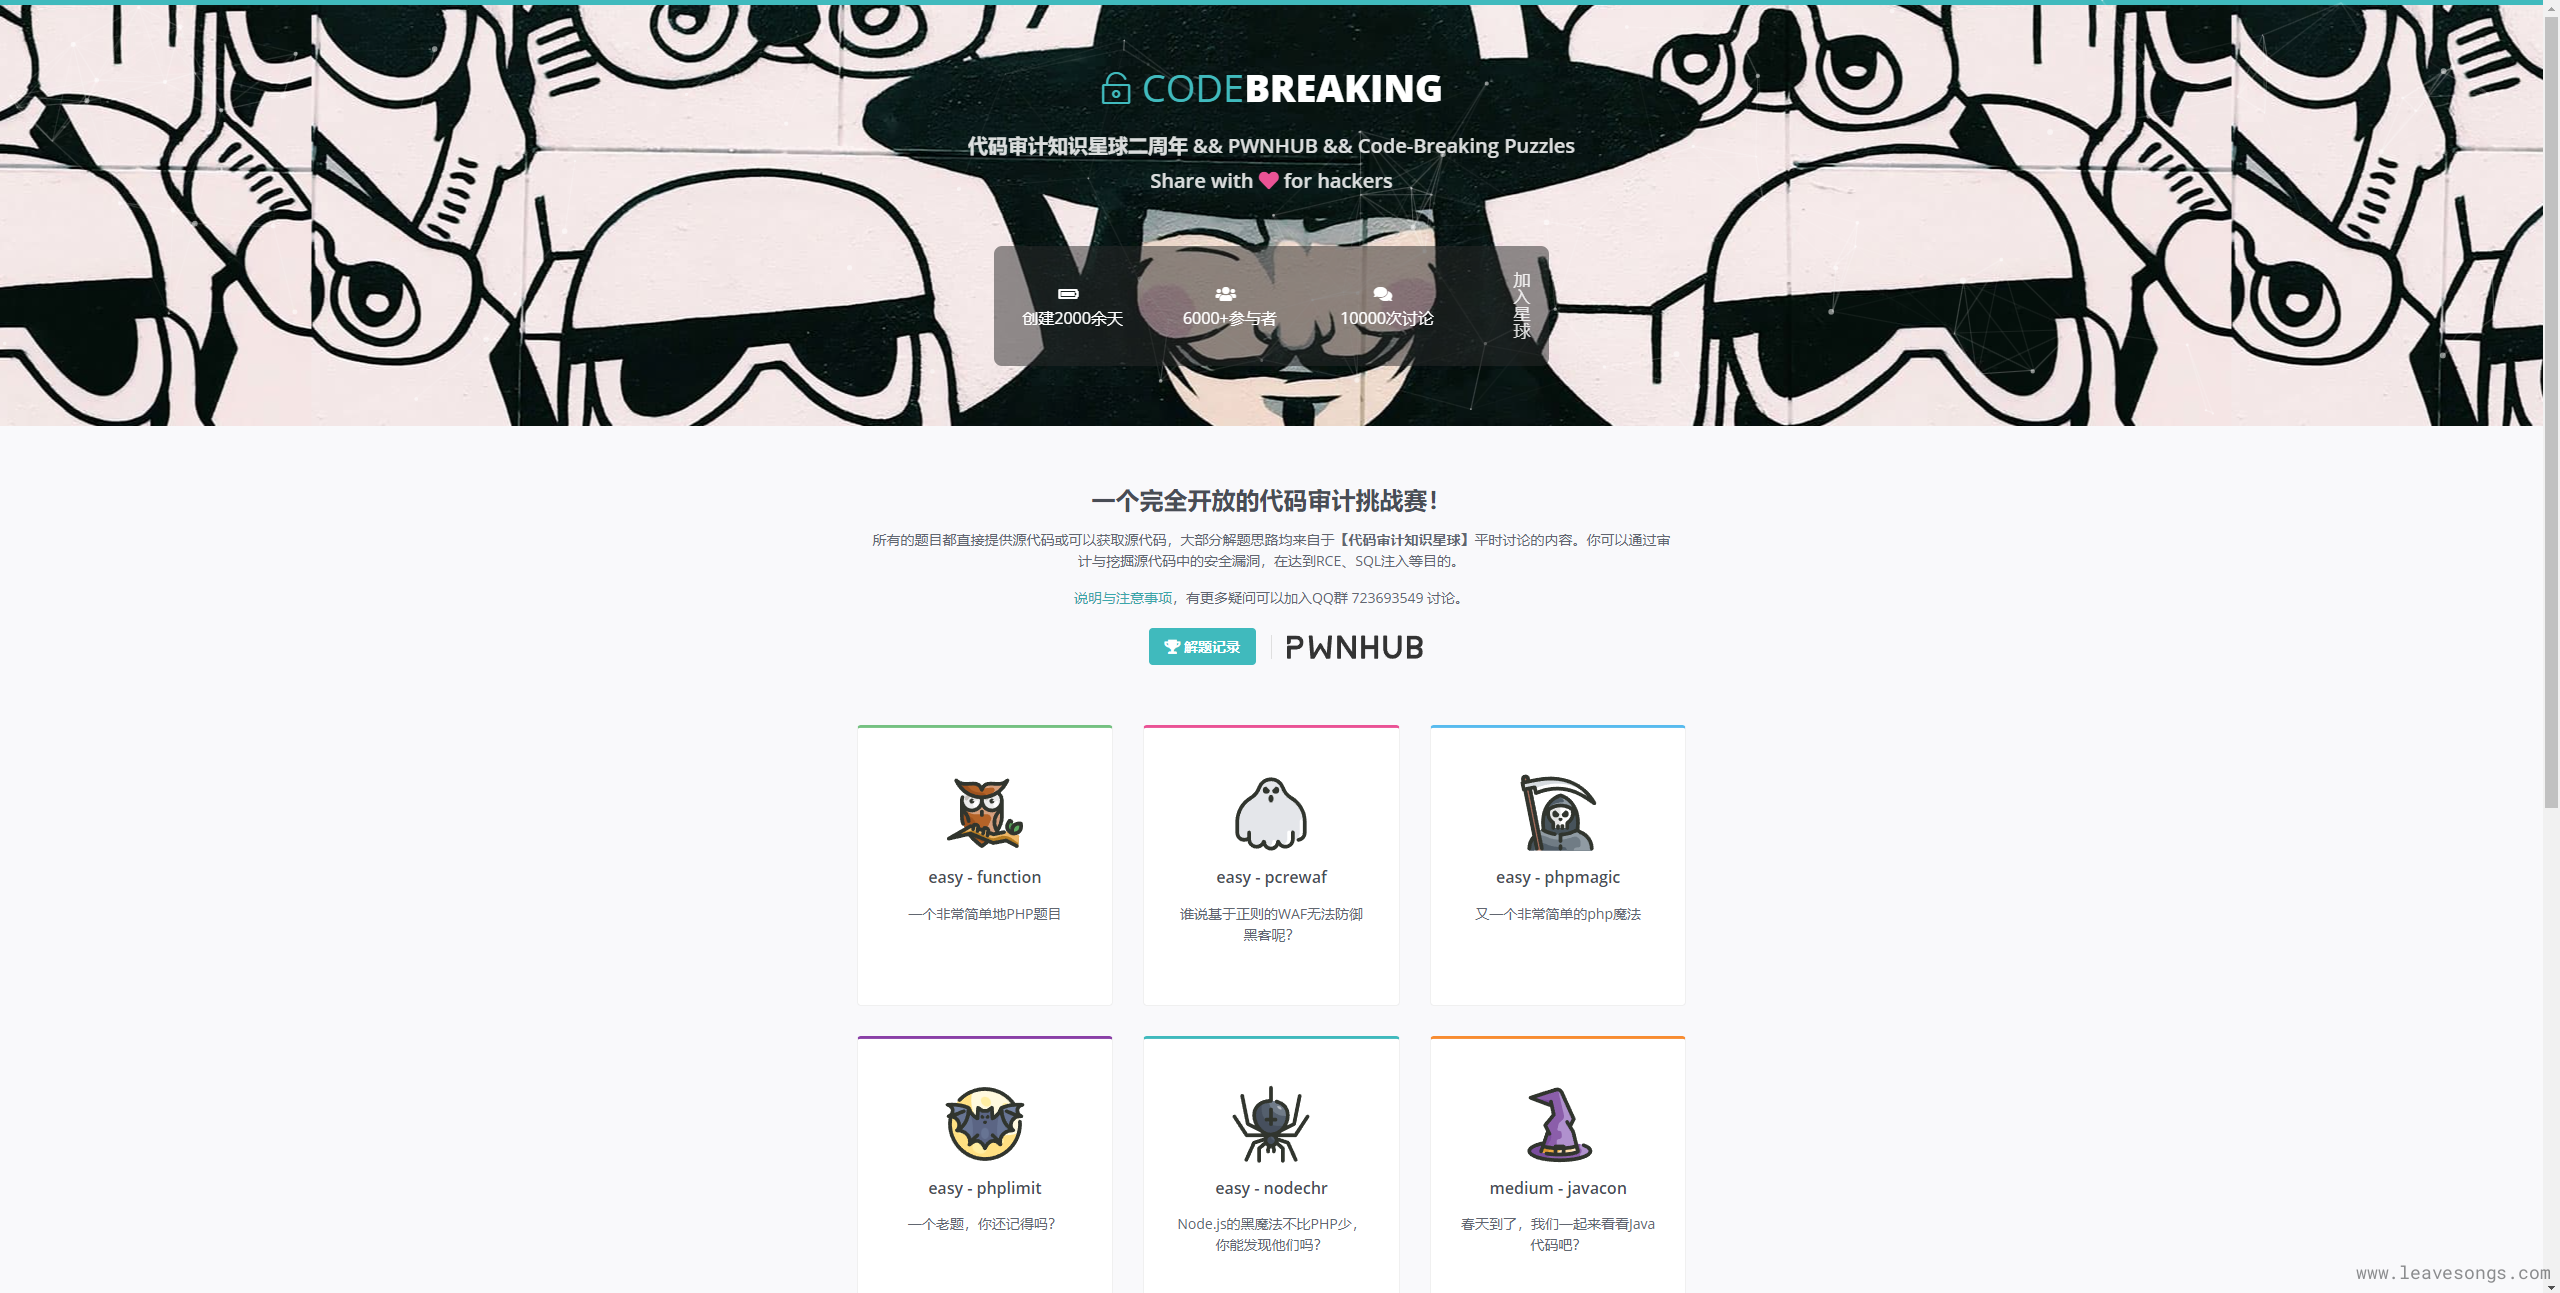 CODEBREAKING
代码审计知识星球二周年 && PWNHUB && Code-Breaking Puzzles
Share with for hackers
创建2000余天
6000+参与者
10000次讨论
加入星球
一个完全开放的代码审计挑战赛！
所有的题目都直接提供源代码或可以获取源代码，大部分解题思路均来自于【代码审计知识星球】平时讨论的内容。你可以通过审
计与挖掘源代码中的安全漏洞，在达到RCE、SQL注入等目的。
说明与注意事项，有更多疑问可以加入QQ群 723693549 讨论。
解题记录
PWNHUB
easy - function
一个非常简单地PHP题目
easy - pcrewaf
谁说基于正则的WAF无法防御
黑客呢？
easy - phpmagic
又一个非常简单的php魔法
easy - phplimit
一个老题，你还记得吗？
easy - nodechr
Node.js的黑魔法不比PHP少，
你能发现他们吗？
medium - javacon
春天到了，我们一起来看看Java
代码吧？
www.leavesongs.com